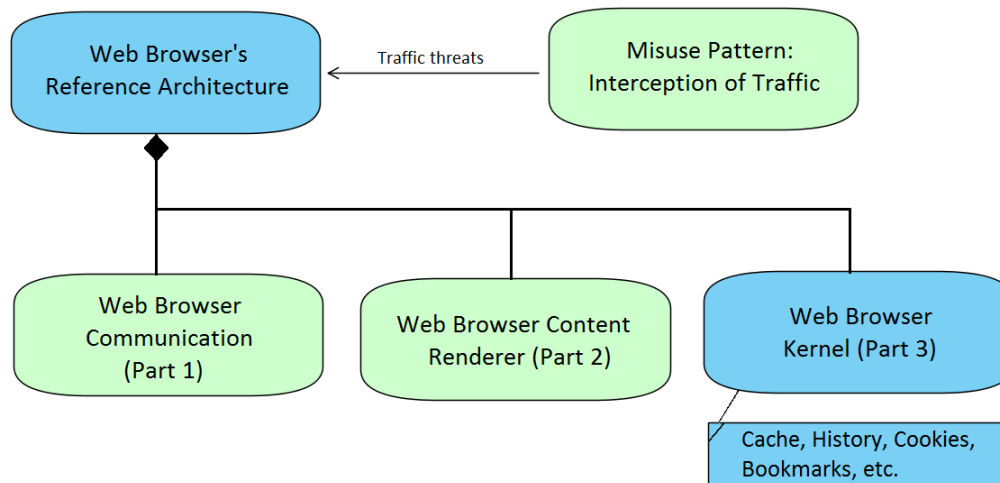 Web Browser's
Reference Architecture
Traffic threats
Misuse Pattern:
Interception of Traffic
Web Browser
Communication
(Part 1)
Web Browser Content
Renderer (Part 2)
Web Browser
Kernel (Part 3)
Cache, History, Cookies,
Bookmarks, etc.